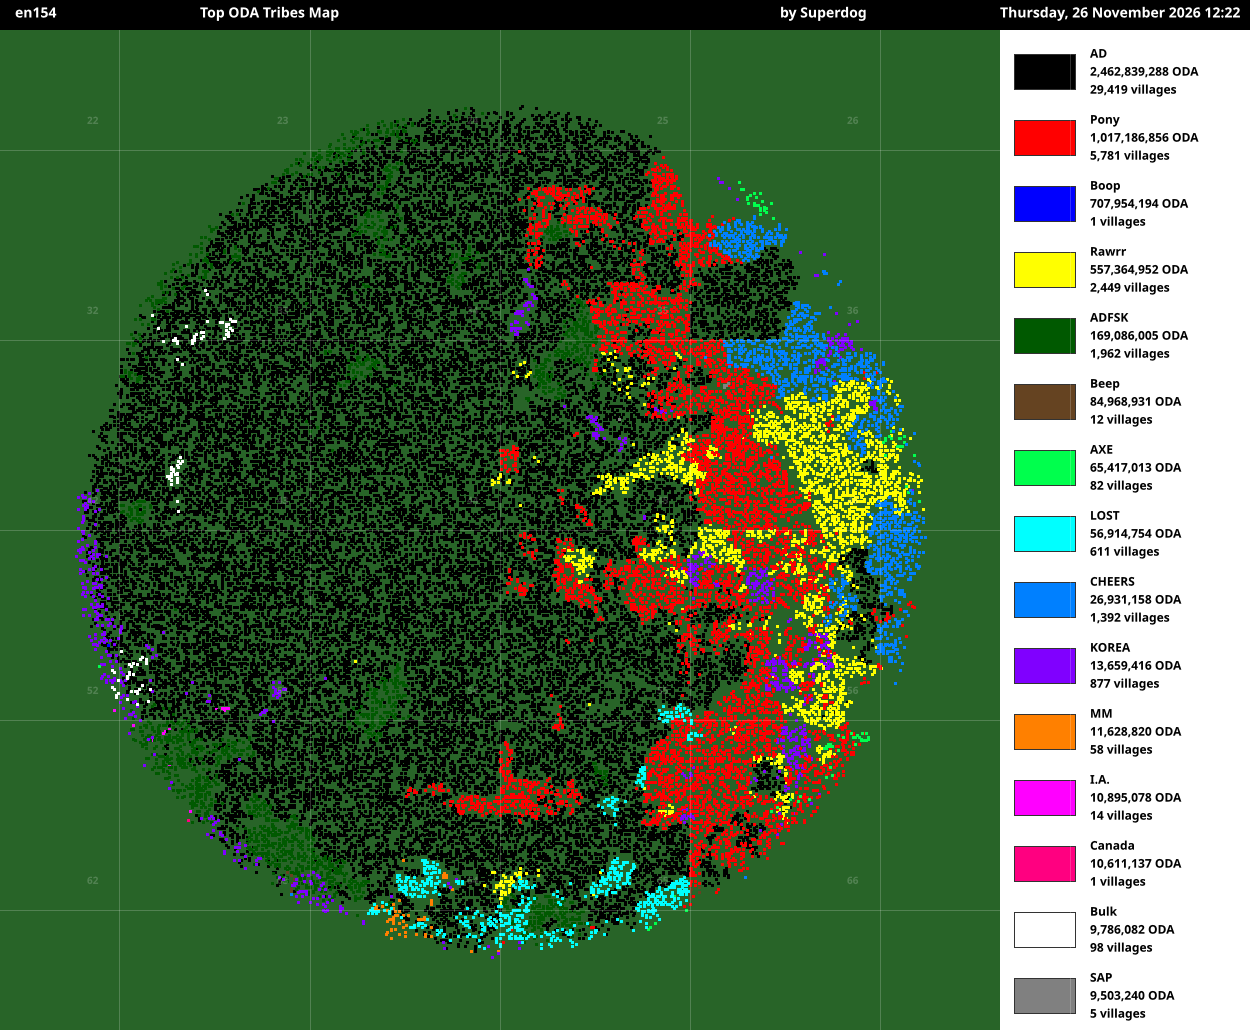 en154 Top ODA Tribes Map by Superdog Thursday, 26 November 2026 12:22
22 23 25 26
32 35 36
52 56
62 66
AD
2,462,839,288 ODA
29,419 villages
Pony
1,017,186,856 ODA
5,781 villages
Boop
707,954,194 ODA
1 villages
Rawrr
557,364,952 ODA
2,449 villages
ADFSK
169,086,005 ODA
1,962 villages
Beep
84,968,931 ODA
12 villages
AXE
65,417,013 ODA
82 villages
LOST
56,914,754 ODA
611 villages
CHEERS
26,931,158 ODA
1,392 villages
KOREA
13,659,416 ODA
877 villages
MM
11,628,820 ODA
58 villages
I.A.
10,895,078 ODA
14 villages
Canada
10,611,137 ODA
1 villages
Bulk
9,786,082 ODA
98 villages
SAP
9,503,240 ODA
5 villages